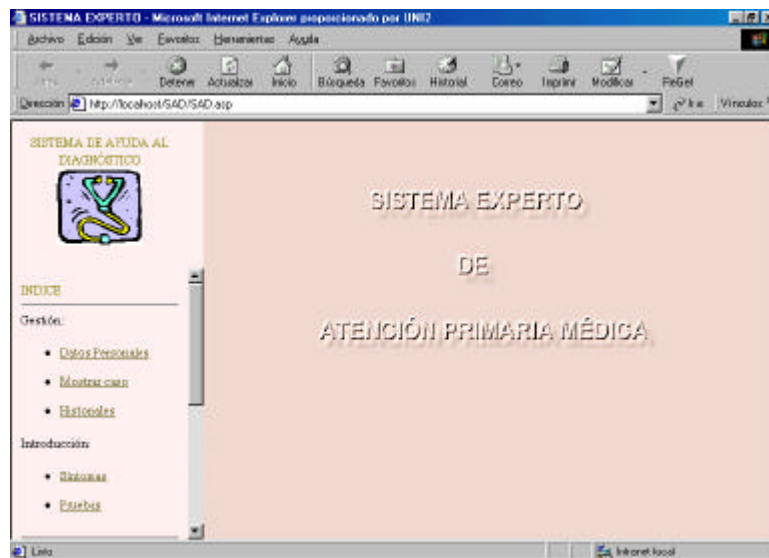 SISTEMA EXPERTO - Microsoft Internet Explorer proporcionado por UNI2
Archivo Edición Ver Favoritos Herramientas Ayuda
Detener Actualizar Inicio Búsqueda Favoritos Historial Correo Imprimir Modificar ReGet
Dirección http://localhost/SAD/SAD.asp Ir a Vínculos
SISTEMA DE AYUDA AL
DIAGNÓSTICO
INDICE
Gestión:
Datos Personales
Mostrar caso
Historiales
Introducción:
Síntomas
Pruebas
SISTEMA EXPERTO
DE
ATENCIÓN PRIMARIA MÉDICA
Listo Intranet local